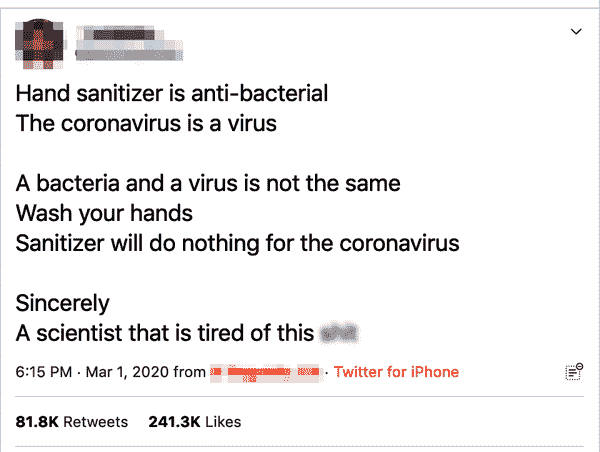 Hand sanitizer is anti-bacterial
The coronavirus is a virus
A bacteria and a virus is not the same
Wash your hands
Sanitizer will do nothing for the coronavirus
Sincerely
A scientist that is tired of this
6:15 PM · Mar 1, 2020 from · Twitter for iPhone
81.8K Retweets 241.3K Likes